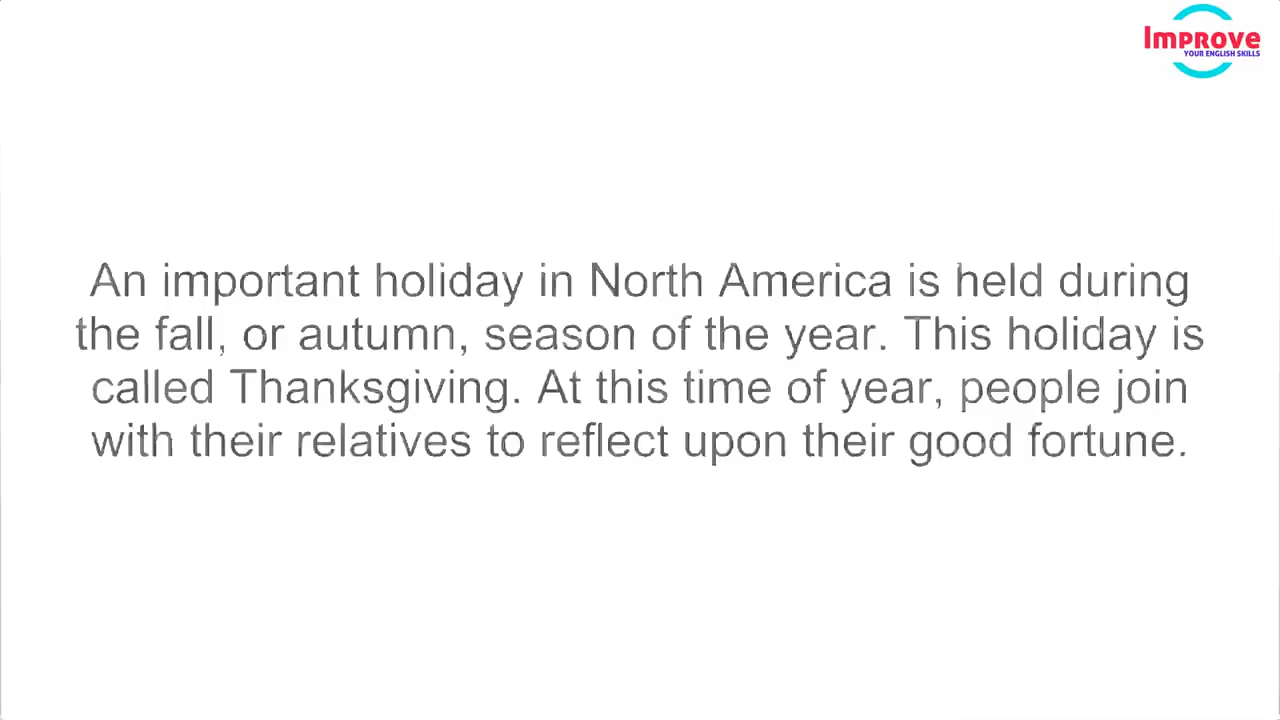 Improve
YOUR ENGLISH SKILLS
An important holiday in North America is held during
the fall, or autumn, season of the year. This holiday is
called Thanksgiving. At this time of year, people join
with their relatives to reflect upon their good fortune.